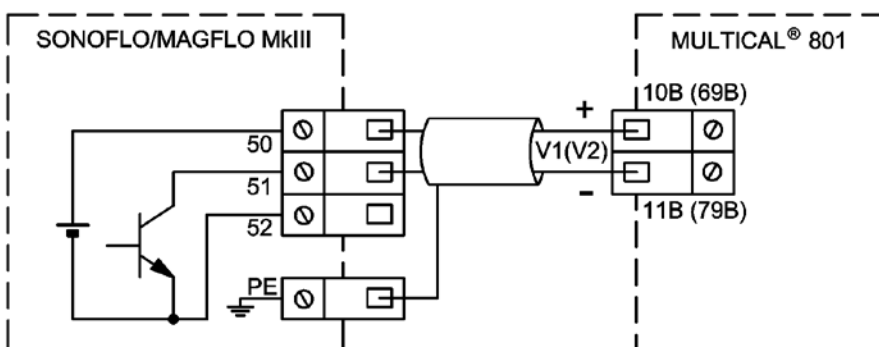 SONOFLO/MAGFLO MkIII
MULTICAL® 801
10B (69B)
+
50
V1(V2)
51
-
11B (79B)
52
PE